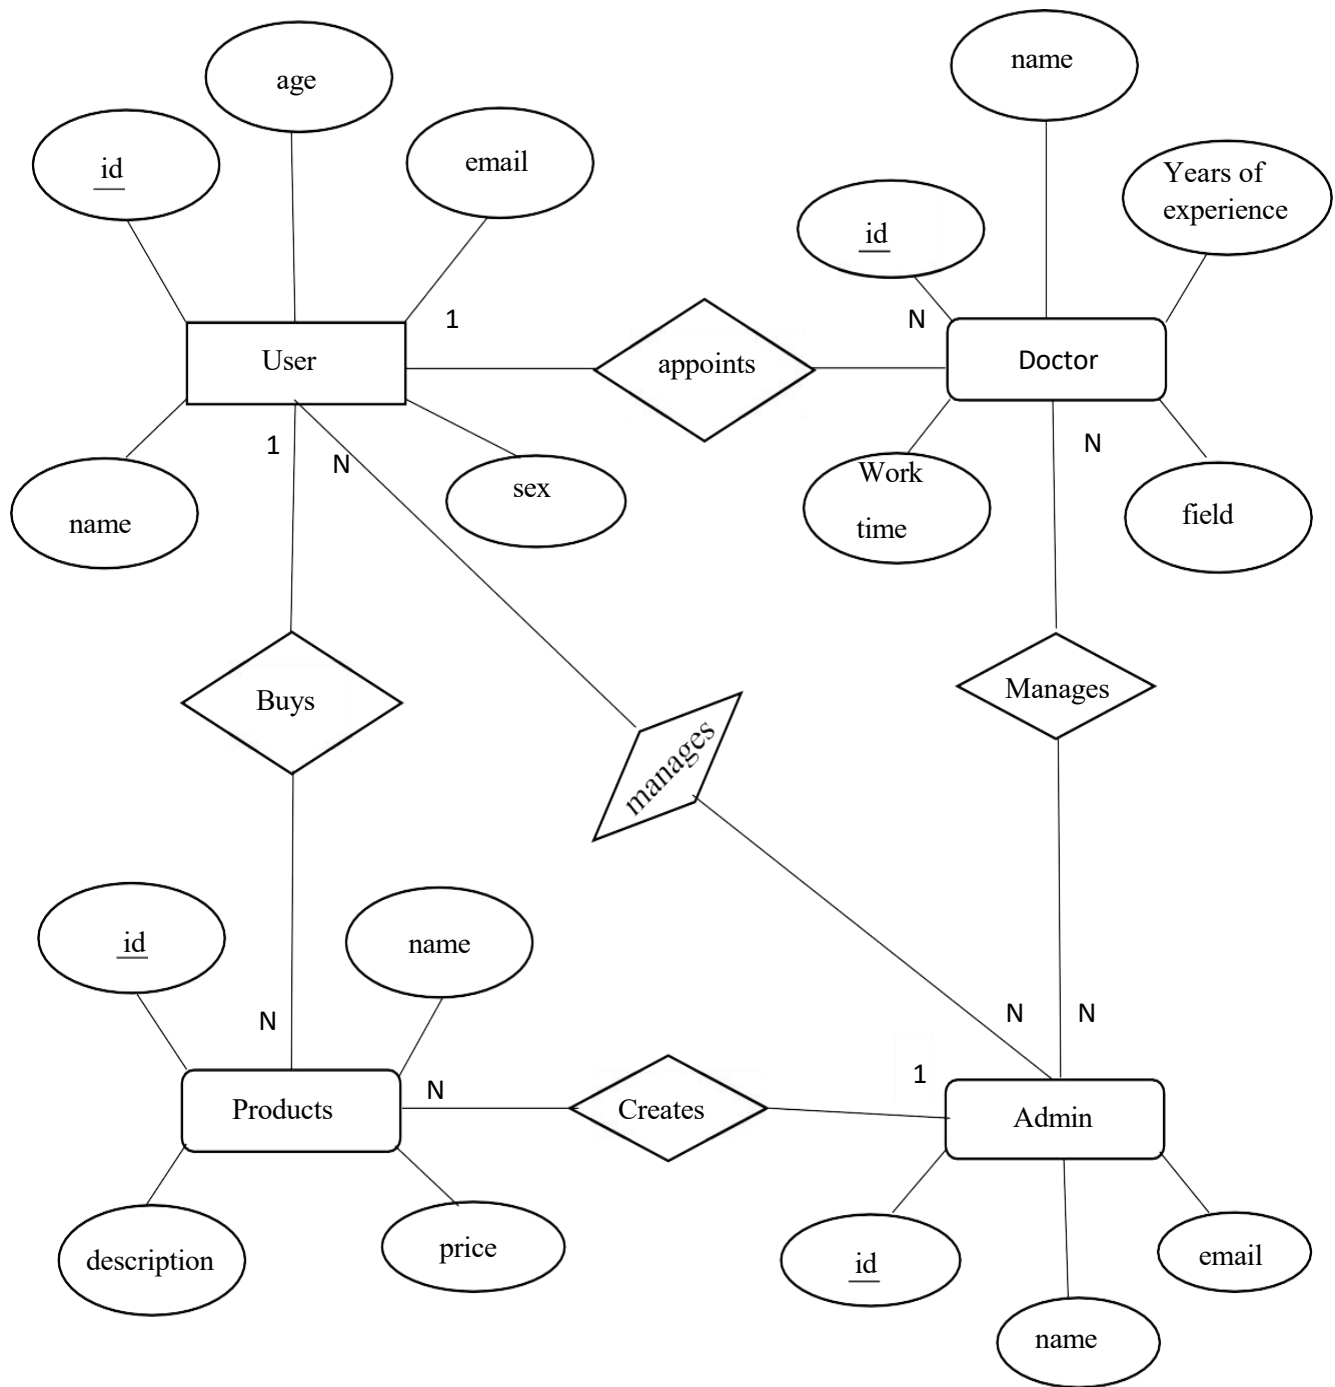 name
age
id
email
Years of
experience
id
1
N
User
appoints
Doctor
1
N
N
sex
Work
time
name
field
Buys
Manages
manages
id
name
N
N
N
1
N
Products
Creates
Admin
description
price
id
email
name